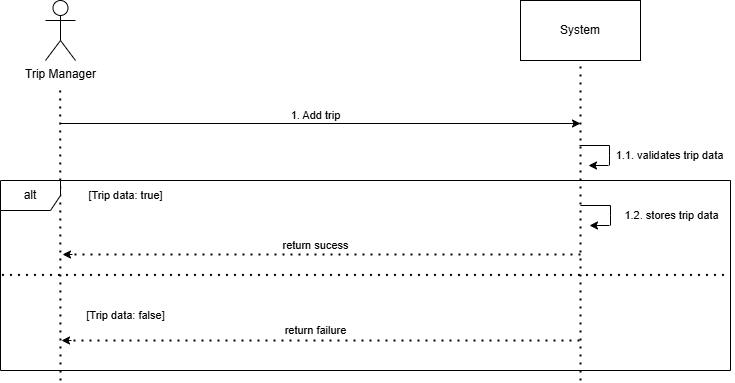 System
Trip Manager
1. Add trip
1.1. validates trip data
alt
[Trip data: true]
1.2. stores trip data
return sucess
[Trip data: false]
return failure